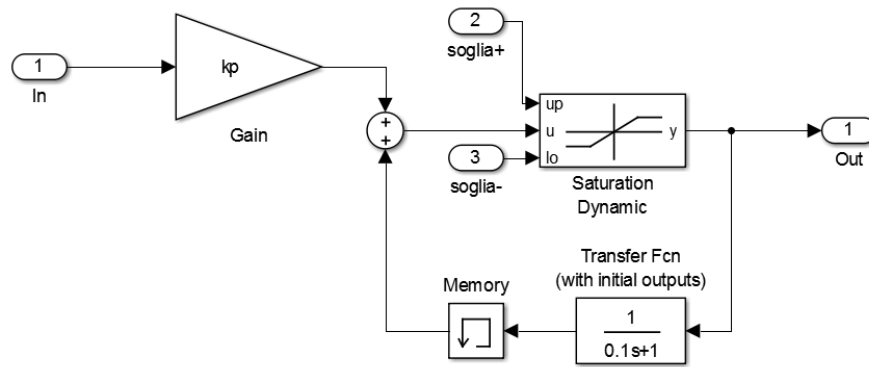 1
In
kp
Gain
+
+
2
soglia+
3
soglia-
up
u
lo
y
Saturation
Dynamic
1
Out
Memory
Transfer Fcn
(with initial outputs)
1
0.1s+1